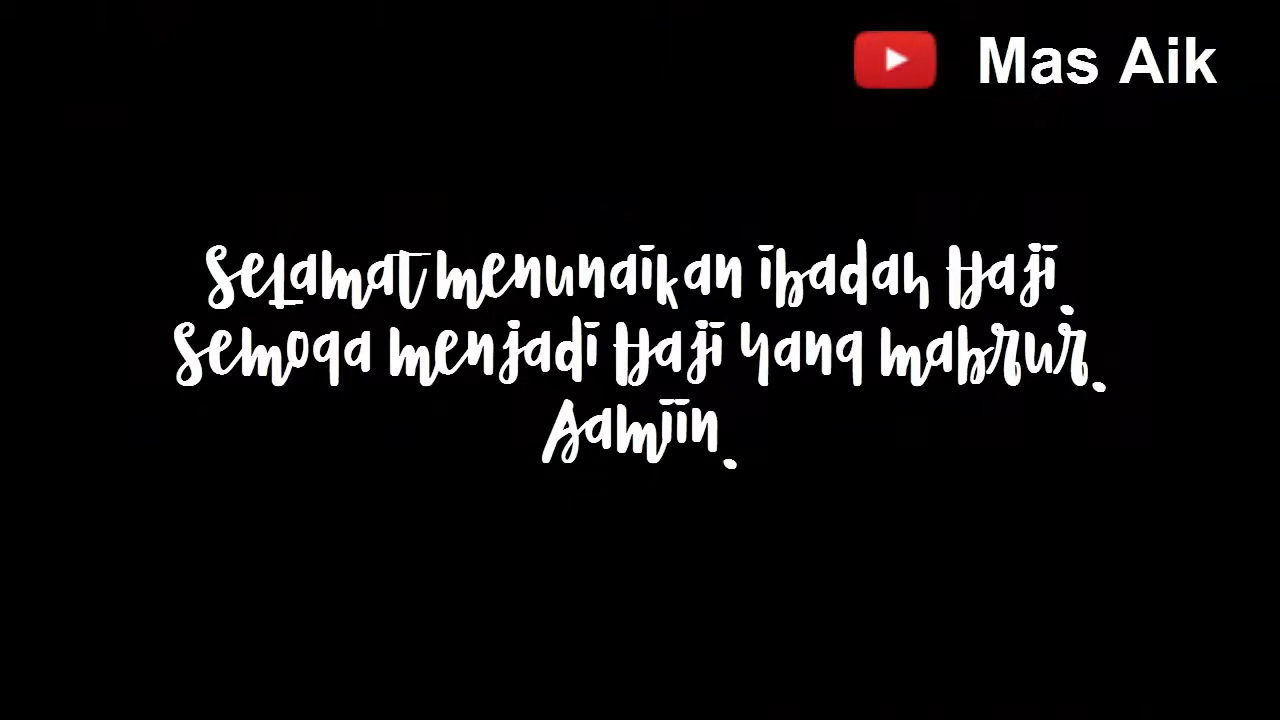 Mas Aik
Selamat menunaikan ibadah Haji.
Semoga menjadi Haji yang mabrur.
Aamiin.